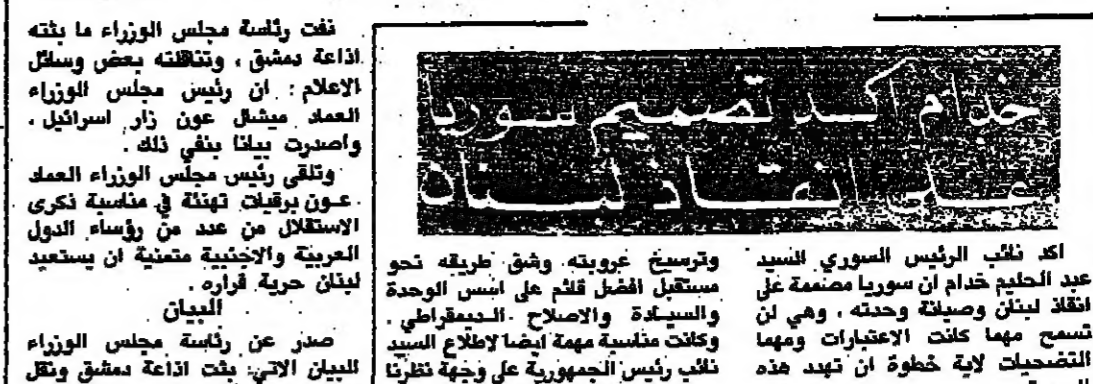 خدام أكد تصميم سوريا
على انقاذ لبنان
اكد نائب الرئيس السوري السيد
عبد الحليم خدام ان سوريا مصممة على
انقاذ لبنان وصيانة وحدته ، وهي لن
تسمح مهما كانت الاعتبارات ومهما
التضحيات لاية خطوة ان تهدد هذه
وترسيخ عروبته وشق طريقه نحو
مستقبل افضل قائم على اسس الوحدة
والسيادة والاصلاح الديمقراطي .
وكانت مناسبة مهمة ايضا لاطلاع السيد
نائب رئيس الجمهورية على وجهة نظرنا
نفت رئاسة مجلس الوزراء ما بثته
اذاعة دمشق ، وتناقلته بعض وسائل
الاعلام : ان رئيس مجلس الوزراء
العماد ميشال عون زار اسرائيل .
واصدرت بيانا بنفي ذلك .
وتلقى رئيس مجلس الوزراء العماد
عون برقيات تهنئة في مناسبة ذكرى
الاستقلال من عدد من رؤساء الدول
العربية والاجنبية متمنية ان يستعيد
لبنان حرية قراره .
البيان
صدر عن رئاسة مجلس الوزراء
البيان الاتي: بثت اذاعة دمشق ونقل